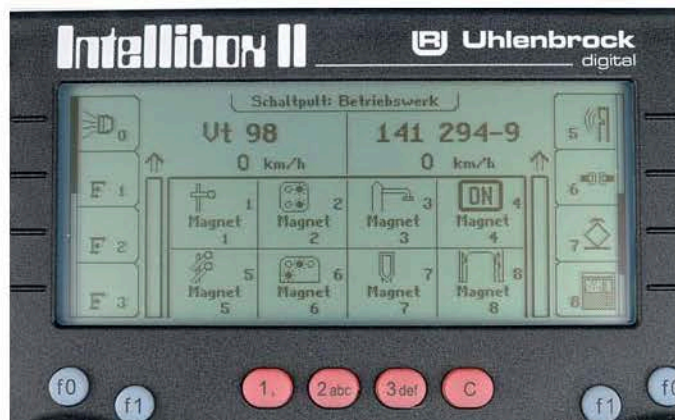 Intellibox II
Uhlenbrock
digital
Schaltpult: Betriebswerk
Vt 98
141 294-9
0 km/h
0 km/h
0
F 1
F 2
F 3
1
Magnet
1
2
Magnet
2
3
Magnet
3
ON
4
Magnet
4
5
Magnet
5
6
Magnet
6
7
Magnet
7
8
Magnet
8
5
6
7
8
f0
f1
1,
2abc
3def
C
f1
f0